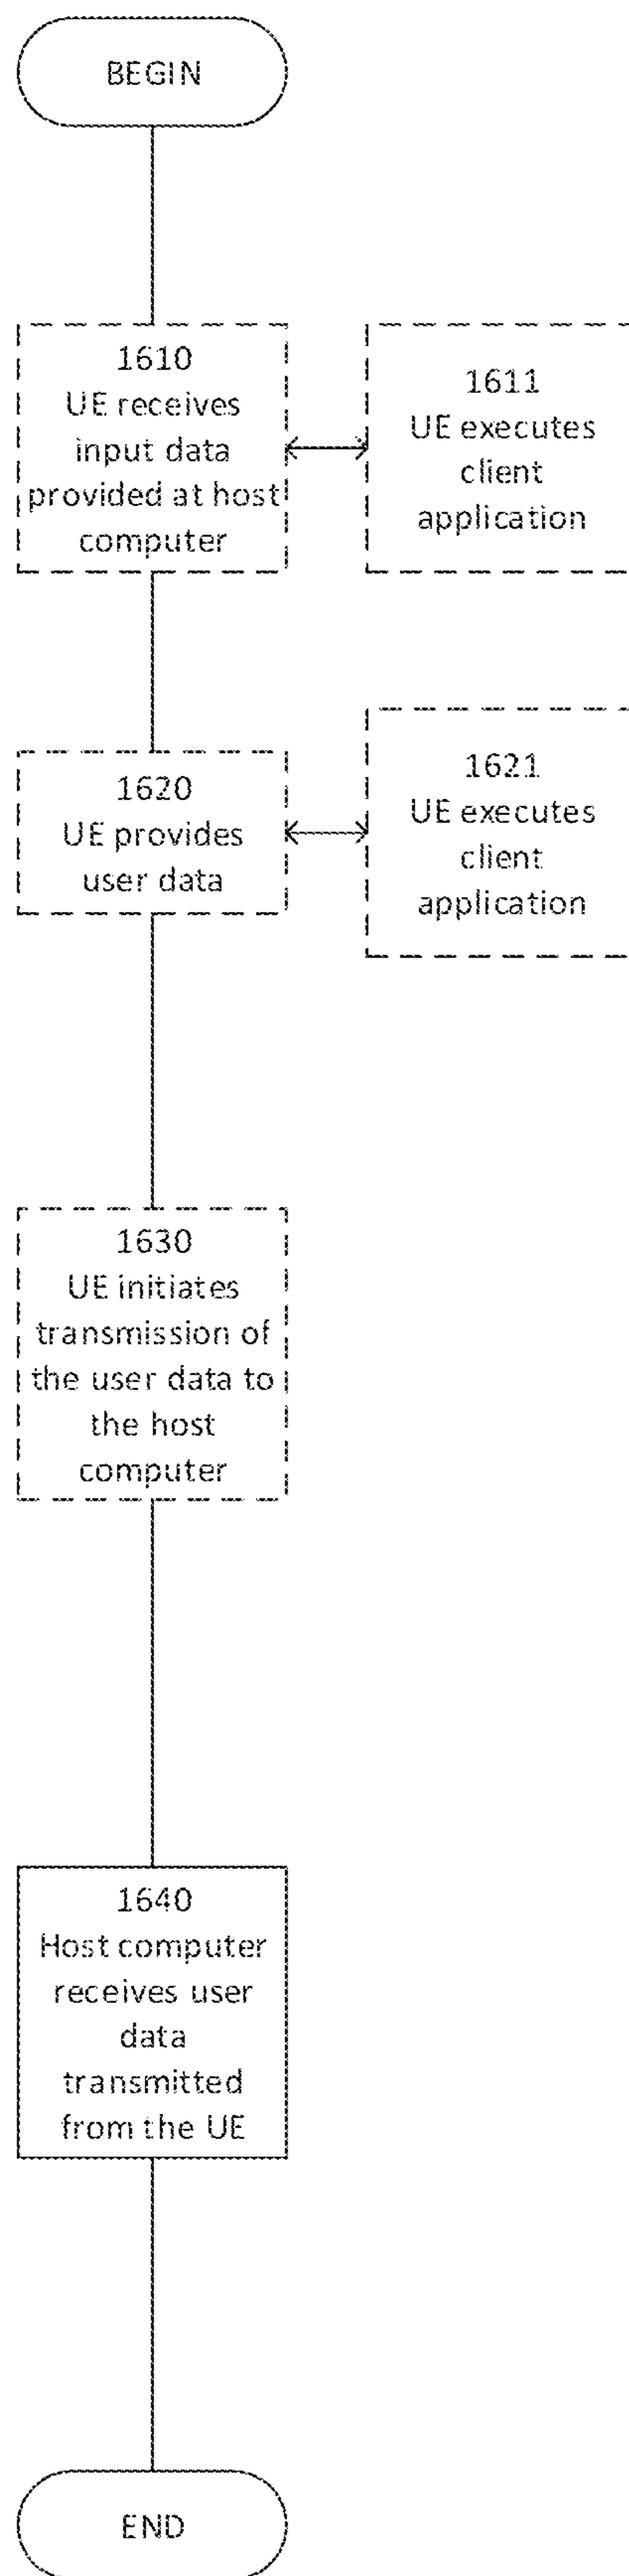 BEGIN
1610
UE receives
input data
provided at host
computer
1611
UE executes
client
application
1620
UE provides
user data
1621
UE executes
client
application
1630
UE initiates
transmission of
the user data to
the host
computer
1640
Host computer
receives user
data
transmitted
from the UE
END